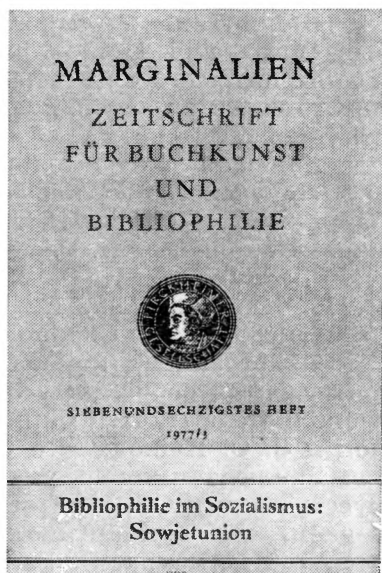 MARGINALIEN
ZEITSCHRIFT
FÜR BUCHKUNST
UND
BIBLIOPHILIE
SIEBENUNDSECHZIGSTES HEFT
1977/3
Bibliophilie im Sozialismus:
Sowjetunion